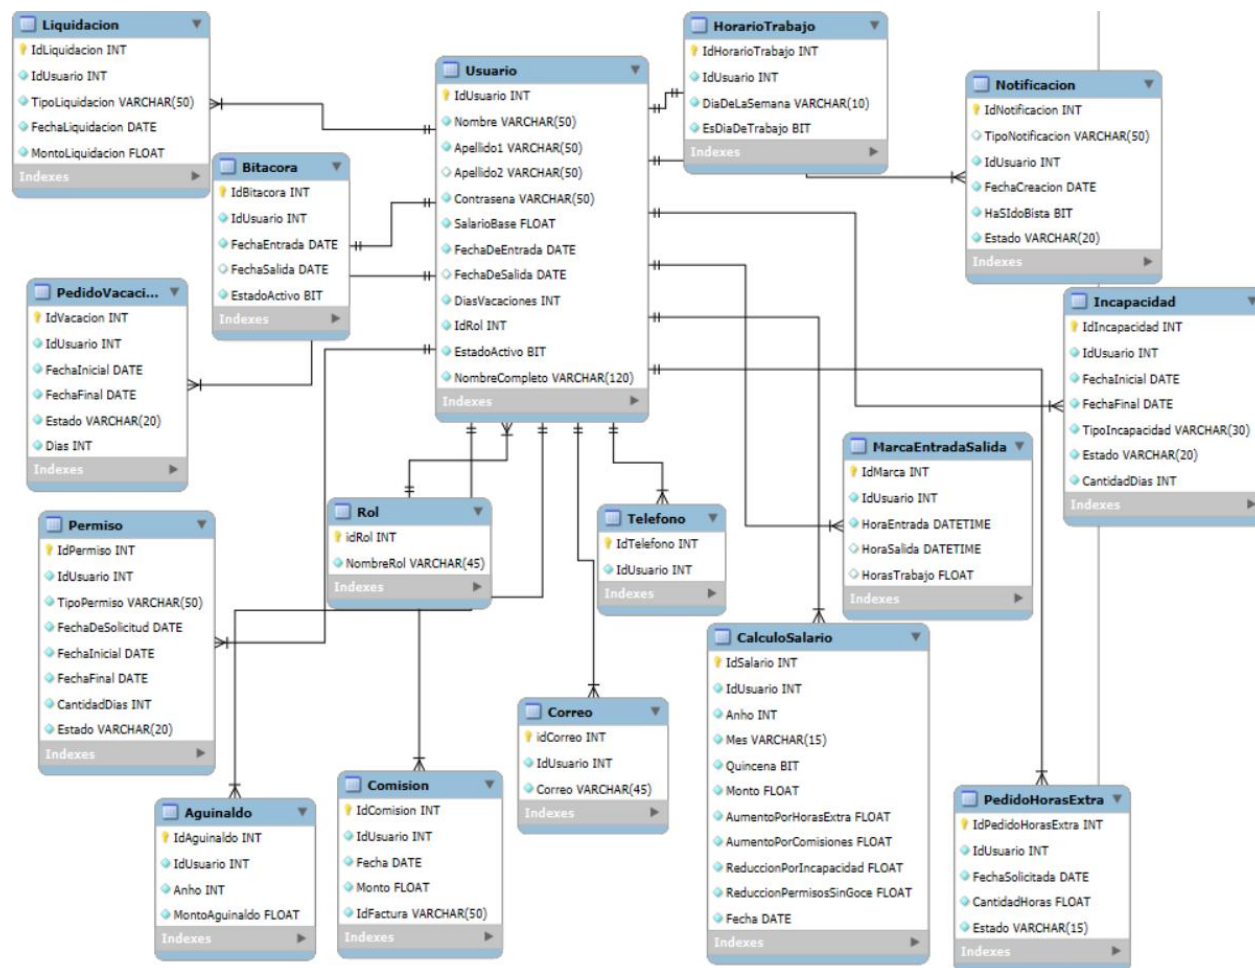 Liquidacion
IdLiquidacion INT
IdUsuario INT
TipoLiquidacion VARCHAR(50)
FechaLiquidacion DATE
MontoLiquidacion FLOAT
Indexes
Bitacora
IdBitacora INT
IdUsuario INT
FechaEntrada DATE
FechaSalida DATE
EstadoActivo BIT
Indexes
Usuario
IdUsuario INT
Nombre VARCHAR(50)
Apellido1 VARCHAR(50)
Apellido2 VARCHAR(50)
Contrasena VARCHAR(50)
SalarioBase FLOAT
FechaDeEntrada DATE
FechaDeSalida DATE
DiasVacaciones INT
IdRol INT
EstadoActivo BIT
NombreCompleto VARCHAR(120)
Indexes
HorarioTrabajo
IdHorarioTrabajo INT
IdUsuario INT
DiaDeLaSemana VARCHAR(10)
EsDiaDeTrabajo BIT
Indexes
Notificacion
IdNotificacion INT
TipoNotificacion VARCHAR(50)
IdUsuario INT
FechaCreacion DATE
HaSIdoBista BIT
Estado VARCHAR(20)
Indexes
PedidoVacaci...
IdVacacion INT
IdUsuario INT
FechaInicial DATE
FechaFinal DATE
Estado VARCHAR(20)
Dias INT
Indexes
Incapacidad
IdIncapacidad INT
IdUsuario INT
FechaInicial DATE
FechaFinal DATE
TipoIncapacidad VARCHAR(30)
Estado VARCHAR(20)
CantidadDias INT
Indexes
MarcaEntradaSalida
IdMarca INT
IdUsuario INT
HoraEntrada DATETIME
HoraSalida DATETIME
HorasTrabajo FLOAT
Indexes
Permiso
IdPermiso INT
IdUsuario INT
TipoPermiso VARCHAR(50)
FechaDeSolicitud DATE
FechaInicial DATE
FechaFinal DATE
CantidadDias INT
Estado VARCHAR(20)
Indexes
Rol
idRol INT
NombreRol VARCHAR(45)
Indexes
Telefono
IdTelefono INT
IdUsuario INT
Indexes
CalculoSalario
IdSalario INT
IdUsuario INT
Anho INT
Mes VARCHAR(15)
Quincena BIT
Monto FLOAT
AumentoPorHorasExtra FLOAT
AumentoPorComisiones FLOAT
ReduccionPorIncapacidad FLOAT
ReduccionPermisosSinGoce FLOAT
Fecha DATE
Indexes
Correo
idCorreo INT
IdUsuario INT
Correo VARCHAR(45)
Indexes
Aguinaldo
IdAguinaldo INT
IdUsuario INT
Anho INT
MontoAguinaldo FLOAT
Indexes
Comision
IdComision INT
IdUsuario INT
Fecha DATE
Monto FLOAT
IdFactura VARCHAR(50)
Indexes
PedidoHorasExtra
IdPedidoHorasExtra INT
IdUsuario INT
FechaSolicitada DATE
CantidadHoras FLOAT
Estado VARCHAR(15)
Indexes